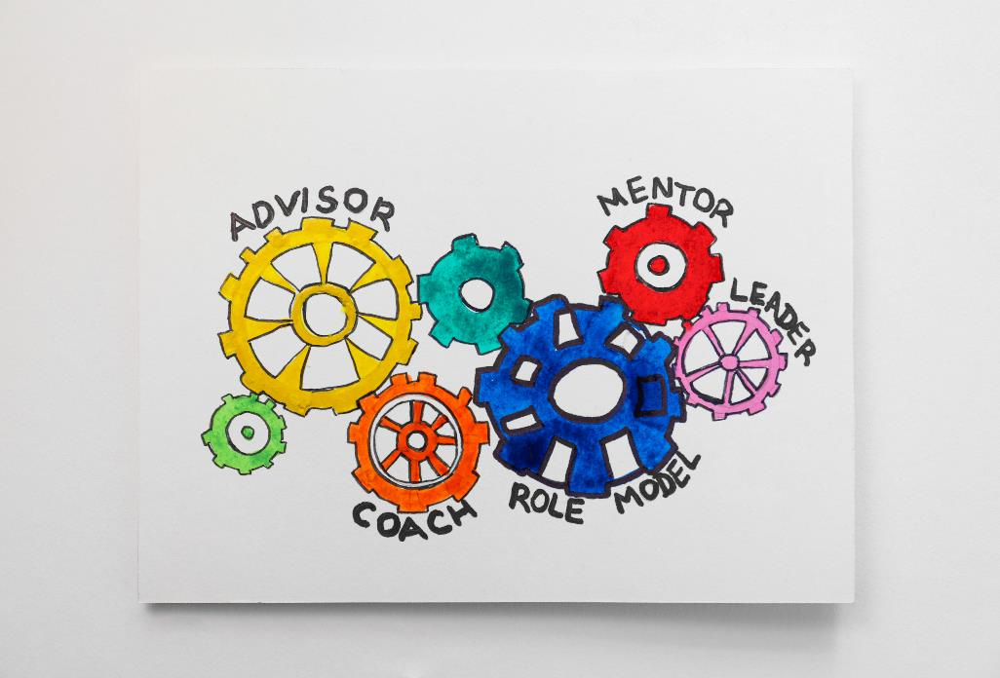 ADVISOR
MENTOR
LEADER
COACH
ROLE MODEL